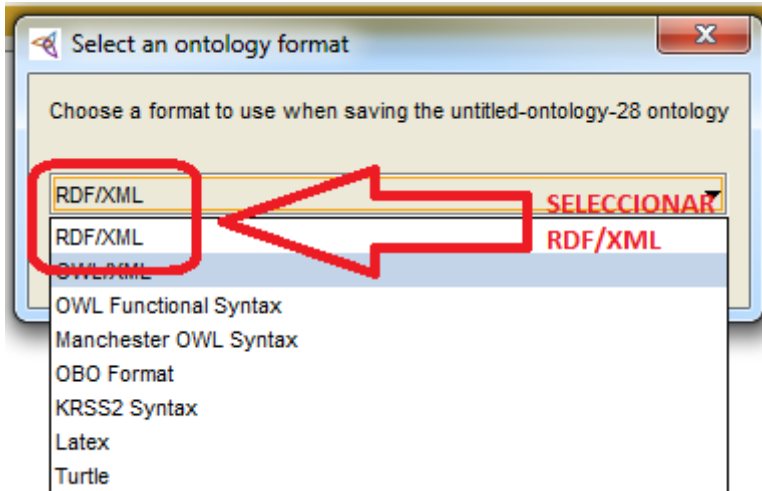 Select an ontology format
Choose a format to use when saving the untitled-ontology-28 ontology
RDF/XML
SELECCIONAR
RDF/XML
RDF/XML
OWL/XML
OWL Functional Syntax
Manchester OWL Syntax
OBO Format
KRSS2 Syntax
Latex
Turtle